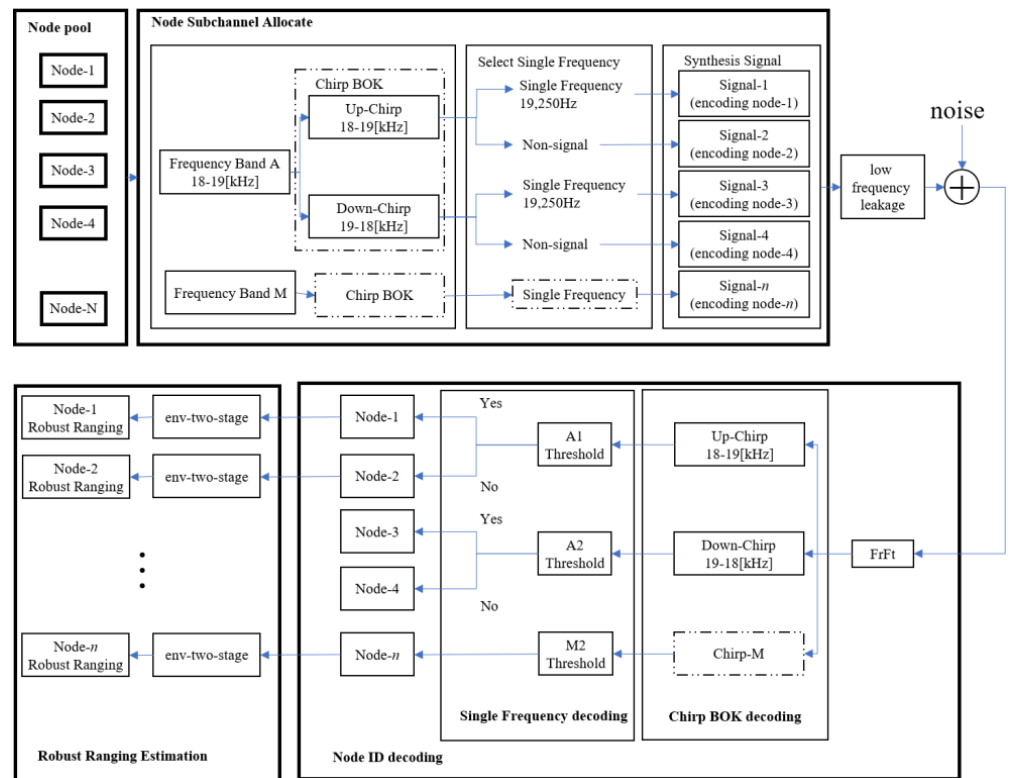 Node pool
Node-1
Node-2
Node-3
Node-4
Node-N
Node Subchannel Allocate
Frequency Band A
18-19[kHz]
Chirp BOK
Up-Chirp
18-19[kHz]
Down-Chirp
19-18[kHz]
Frequency Band M
Chirp BOK
Select Single Frequency
Single Frequency
19,250Hz
Non-signal
Single Frequency
19,250Hz
Non-signal
Single Frequency
Synthesis Signal
Signal-1
(encoding node-1)
Signal-2
(encoding node-2)
Signal-3
(encoding node-3)
Signal-4
(encoding node-4)
Signal-n
(encoding node-n)
low
frequency
leakage
noise
Node-1
Robust Ranging
env-two-stage
Node-2
Robust Ranging
env-two-stage
Node-n
Robust Ranging
env-two-stage
Robust Ranging Estimation
Node-1
Node-2
Node-3
Node-4
Node-n
Yes
No
Yes
No
A1
Threshold
A2
Threshold
M2
Threshold
Single Frequency decoding
Up-Chirp
18-19[kHz]
Down-Chirp
19-18[kHz]
Chirp-M
Chirp BOK decoding
FrFt
Node ID decoding